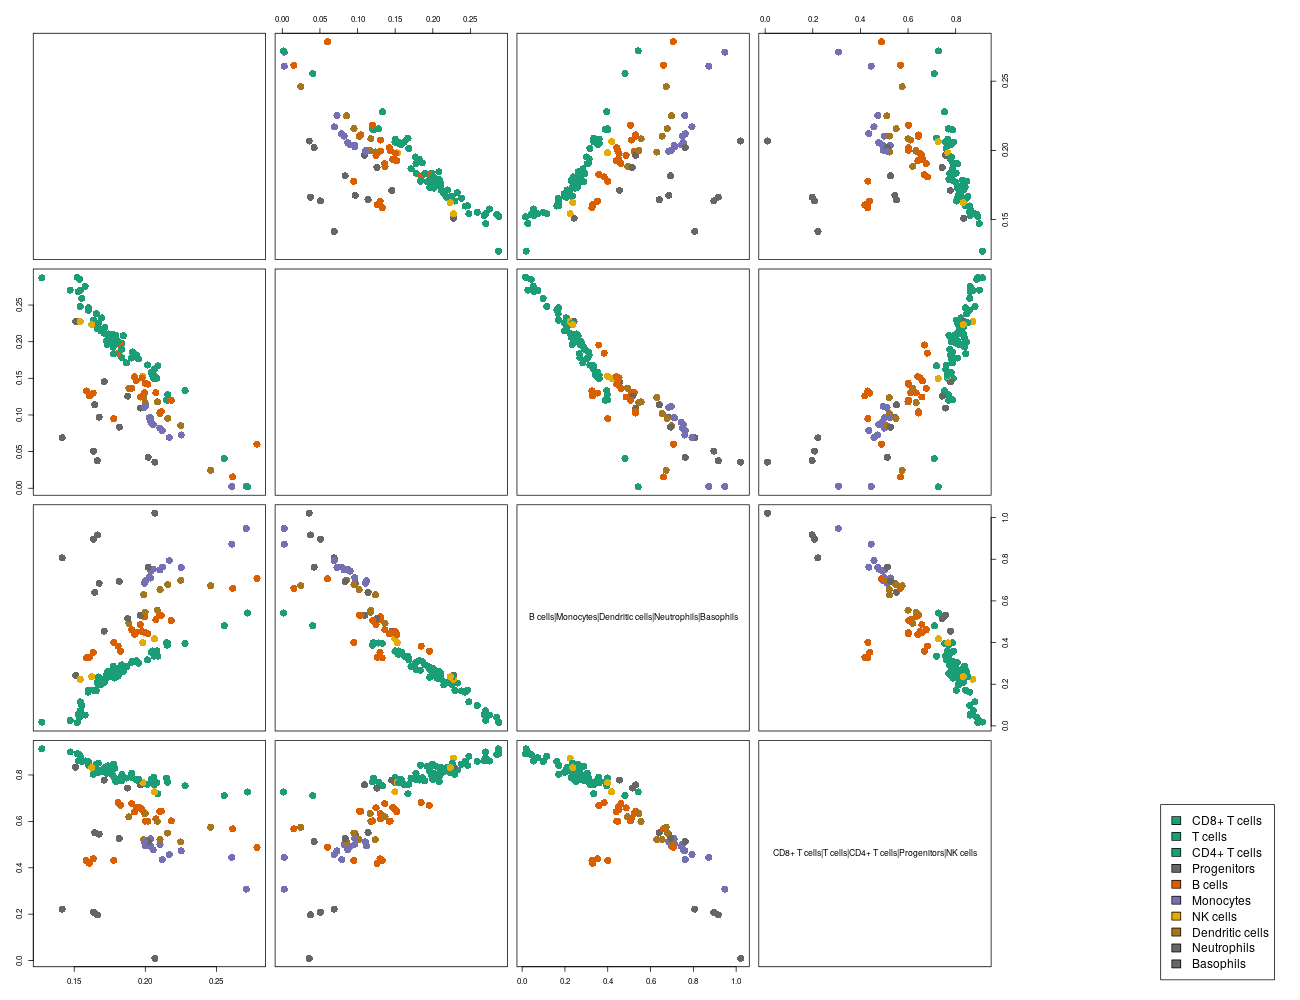 0.00 0.05 0.10 0.15 0.20 0.25
0.0 0.2 0.4 0.6 0.8
0.15 0.20 0.25
0.00 0.05 0.10 0.15 0.20 0.25
B cells|Monocytes|Dendritic cells|Neutrophils|Basophils
0.0 0.2 0.4 0.6 0.8 1.0
CD8+ T cells|T cells|CD4+ T cells|Progenitors|NK cells
0.0 0.2 0.4 0.6 0.8
0.15 0.20 0.25
0.0 0.2 0.4 0.6 0.8 1.0
CD8+ T cells
T cells
CD4+ T cells
Progenitors
B cells
Monocytes
NK cells
Dendritic cells
Neutrophils
Basophils